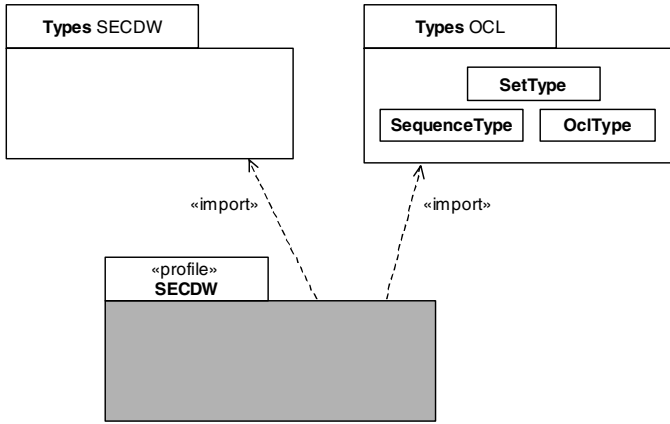 Types SECDW
Types OCL
SetType
SequenceType
OclType
«import»
«import»
«profile»
SECDW